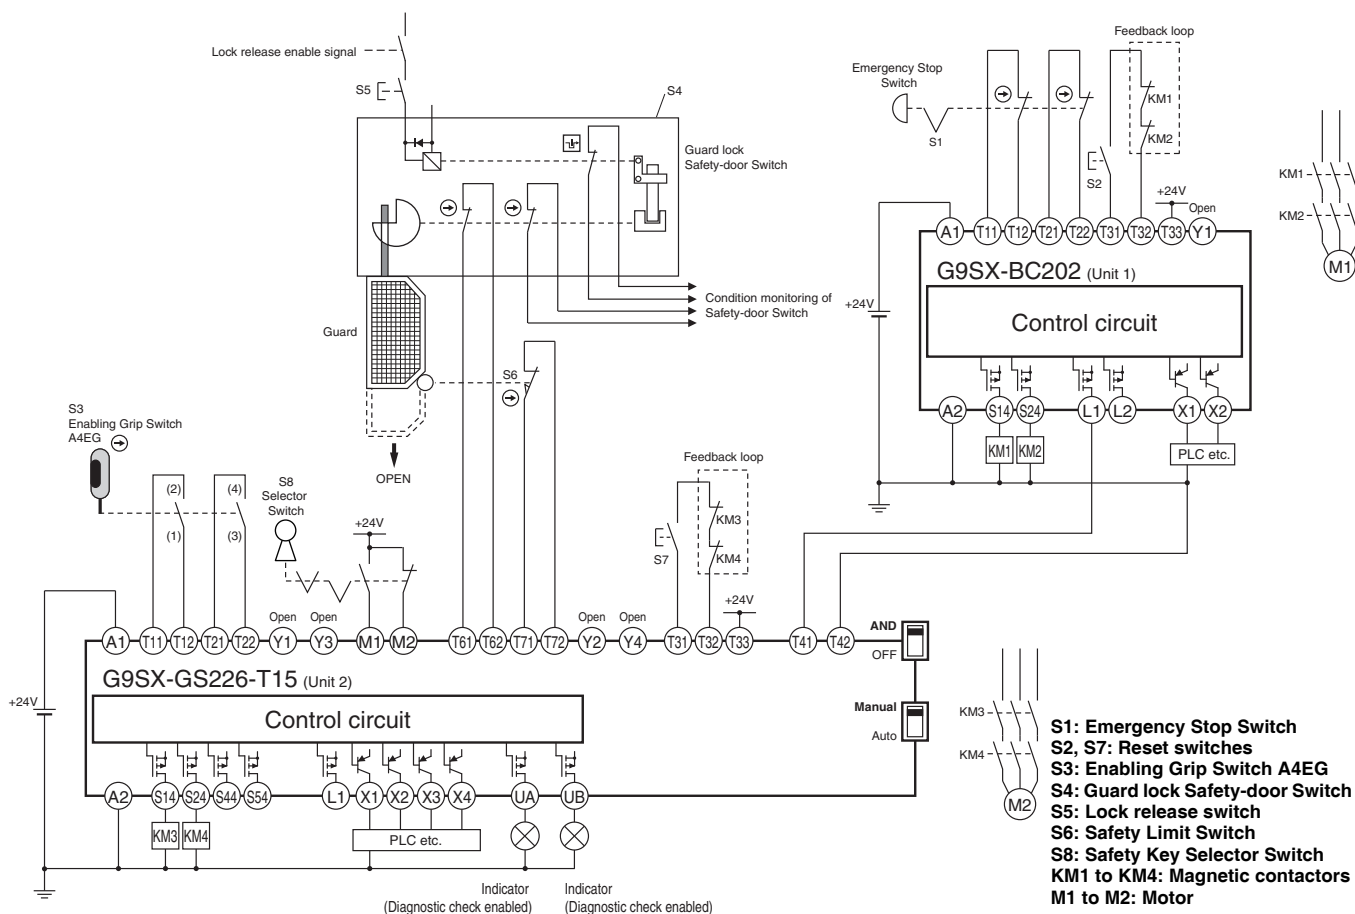 Lock release enable signal
S5
S4
Guard lock
Safety-door Switch
Condition monitoring of
Safety-door Switch
Guard
S6
OPEN
S3
Enabling Grip Switch
A4EG
(2)
(1)
(4)
(3)
S8
Selector
Switch
+24V
Feedback loop
KM3
KM4
S7
+24V
Open
Open
Open
Open
A1
T11
T12
T21
T22
Y1
Y3
M1
M2
T61
T62
T71
T72
Y2
Y4
T31
T32
T33
T41
T42
AND
OFF
G9SX-GS226-T15 (Unit 2)
Control circuit
Manual
Auto
+24V
A2
S14
S24
S44
S54
L1
X1
X2
X3
X4
UA
UB
KM3
KM4
PLC etc.
Indicator
(Diagnostic check enabled)
Indicator
(Diagnostic check enabled)
Emergency Stop
Switch
S1
Feedback loop
KM1
KM2
S2
+24V
Open
A1
T11
T12
T21
T22
T31
T32
T33
Y1
G9SX-BC202 (Unit 1)
Control circuit
+24V
A2
S14
S24
L1
L2
X1
X2
KM1
KM2
PLC etc.
KM1
KM2
M1
KM3
KM4
M2
S1: Emergency Stop Switch
S2, S7: Reset switches
S3: Enabling Grip Switch A4EG
S4: Guard lock Safety-door Switch
S5: Lock release switch
S6: Safety Limit Switch
S8: Safety Key Selector Switch
KM1 to KM4: Magnetic contactors
M1 to M2: Motor